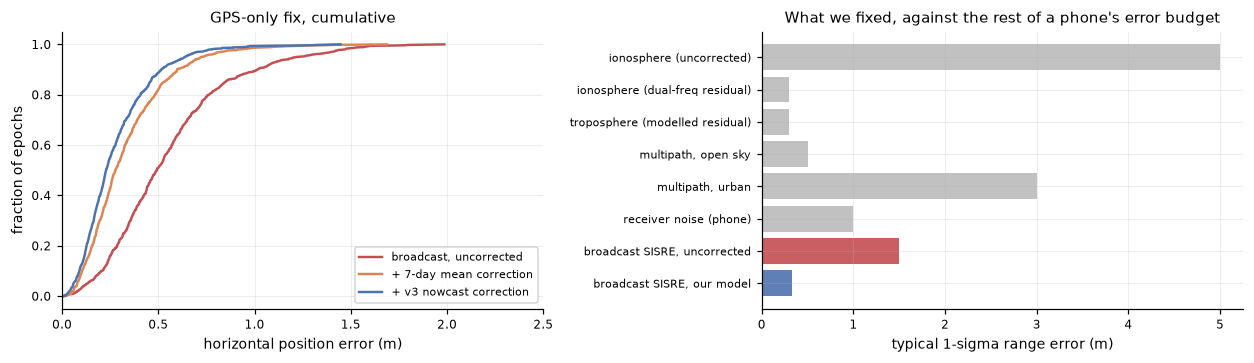 GPS-only fix, cumulative
fraction of epochs
1.0
0.8
0.6
0.4
0.2
0.0
broadcast, uncorrected
+ 7-day mean correction
+ v3 nowcast correction
0.0 0.5 1.0 1.5 2.0 2.5
horizontal position error (m)
What we fixed, against the rest of a phone's error budget
ionosphere (uncorrected)
ionosphere (dual-freq residual)
troposphere (modelled residual)
multipath, open sky
multipath, urban
receiver noise (phone)
broadcast SISRE, uncorrected
broadcast SISRE, our model
0 1 2 3 4 5
typical 1-sigma range error (m)